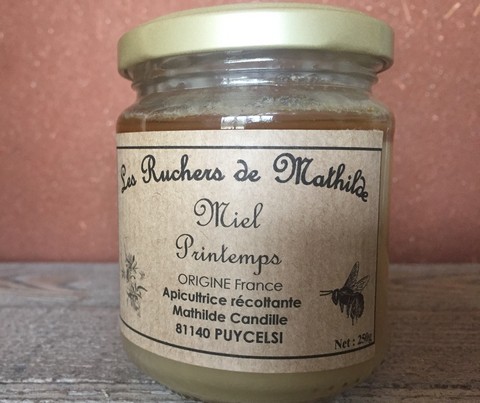 Les Ruchers de Mathilde
Miel
Printemps
ORIGINE France
Apicultrice récoltante
Mathilde Candille
81140 PUYCELSI
Net : 250g